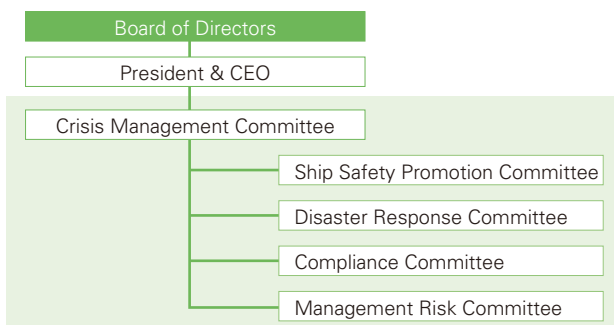 Board of Directors
President & CEO
Crisis Management Committee
Ship Safety Promotion Committee
Disaster Response Committee
Compliance Committee
Management Risk Committee